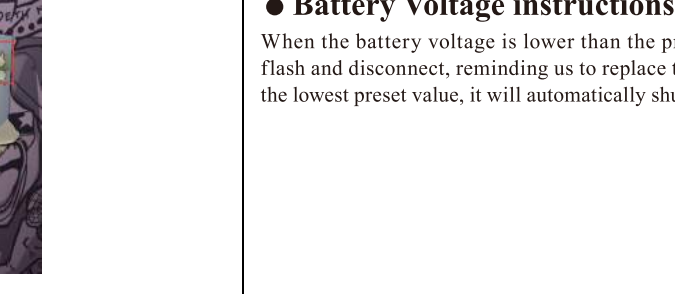 ● Battery Voltage instructions
When the battery voltage is lower than the
flash and disconnect, reminding us to replace
the lowest preset value, it will automatically